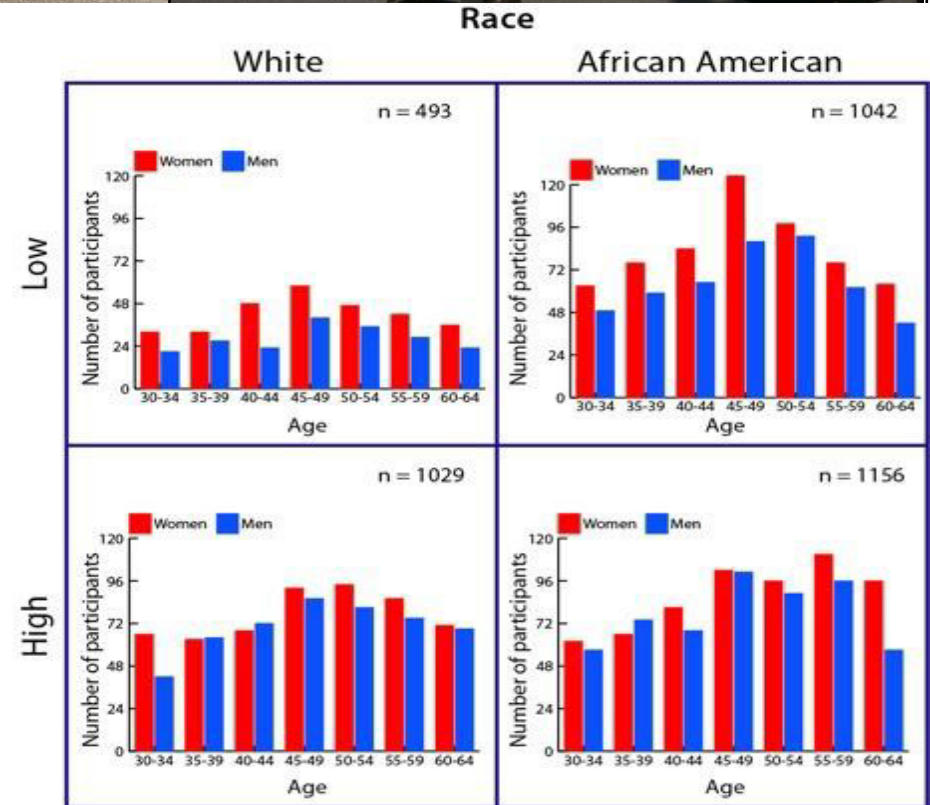 Race
White
African American
Low
n = 493
Women Men
Number of participants
120
96
72
48
24
0
30-34 35-39 40-44 45-49 50-54 55-59 60-64
Age
n = 1042
Women Men
Number of participants
120
96
72
48
24
0
30-34 35-39 40-44 45-49 50-54 55-59 60-64
Age
High
n = 1029
Women Men
Number of participants
120
96
72
48
24
0
30-34 35-39 40-44 45-49 50-54 55-59 60-64
Age
n = 1156
Women Men
Number of participants
120
96
72
48
24
0
30-34 35-39 40-44 45-49 50-54 55-59 60-64
Age